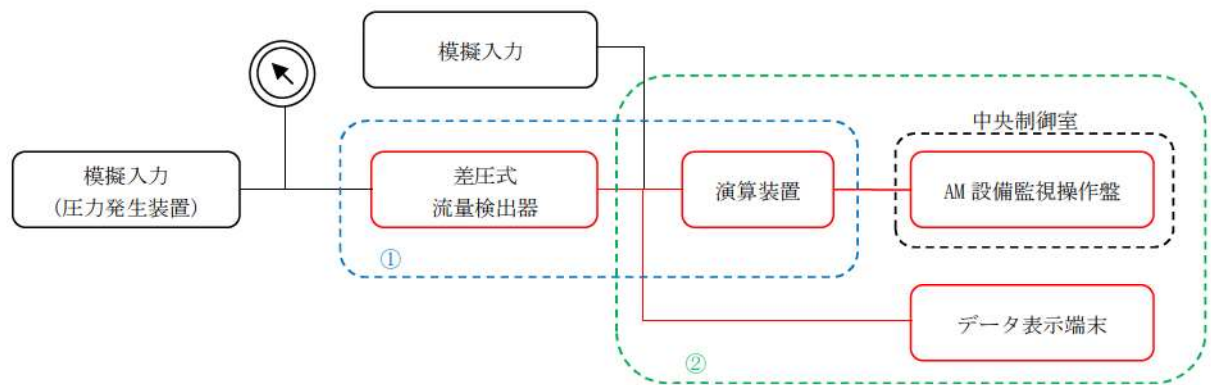 模擬入力
中央制御室
模擬入力
(圧力発生装置)
差圧式
流量検出器
演算装置
AM 設備監視操作盤
①
データ表示端末
②